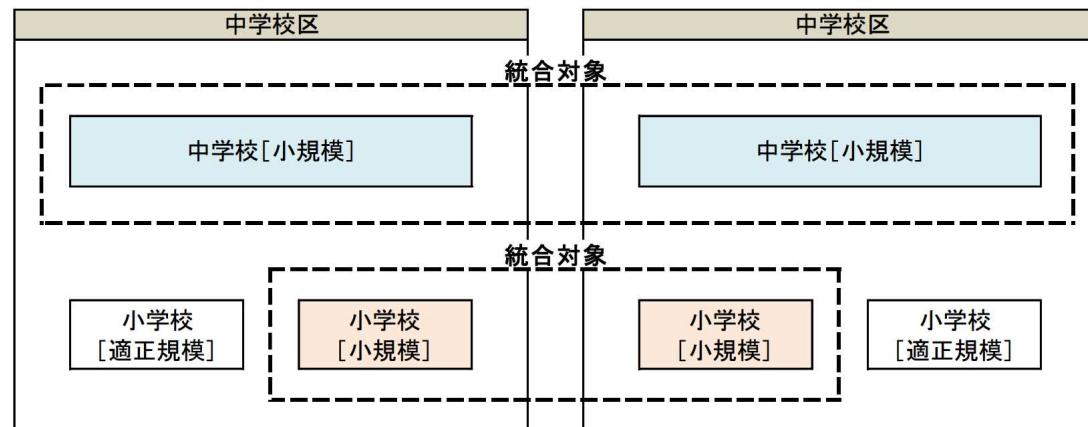 中学校区
中学校区
統合対象
中学校[小規模]
中学校[小規模]
統合対象
小学校
[適正規模]
小学校
[小規模]
小学校
[小規模]
小学校
[適正規模]